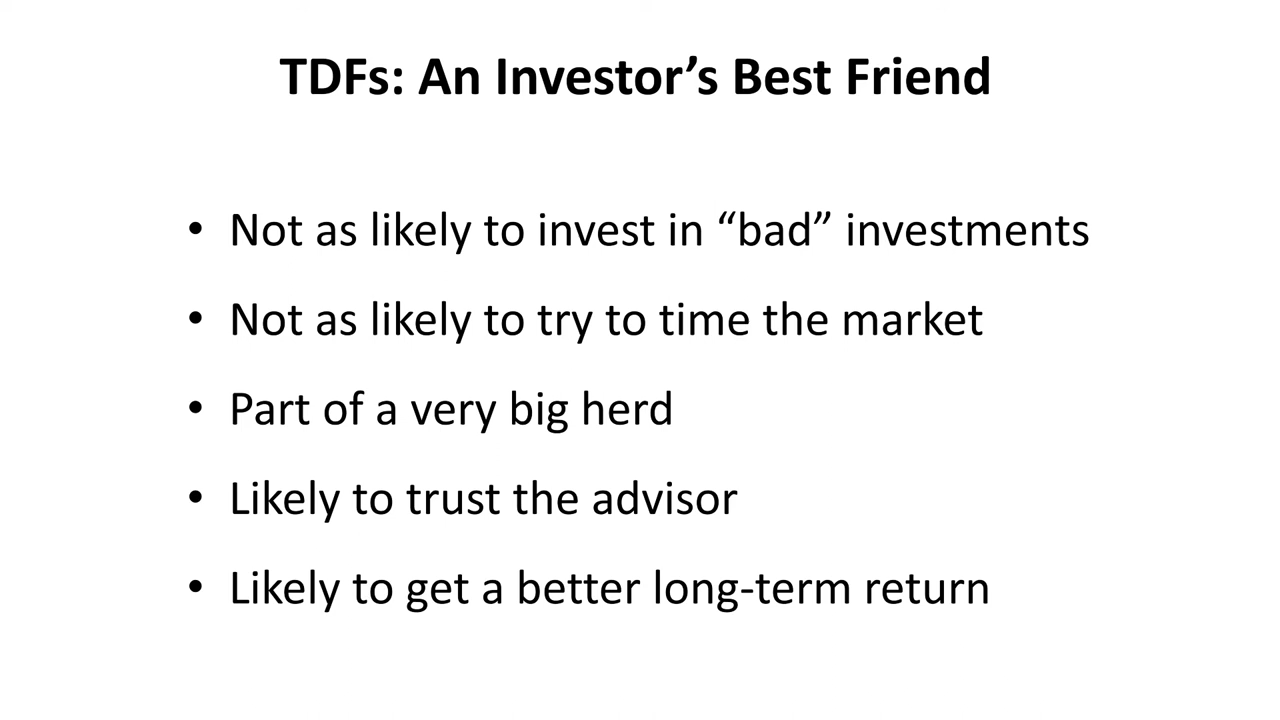 TDFs: An Investor’s Best Friend
• Not as likely to invest in “bad” investments
• Not as likely to try to time the market
• Part of a very big herd
• Likely to trust the advisor
• Likely to get a better long-term return